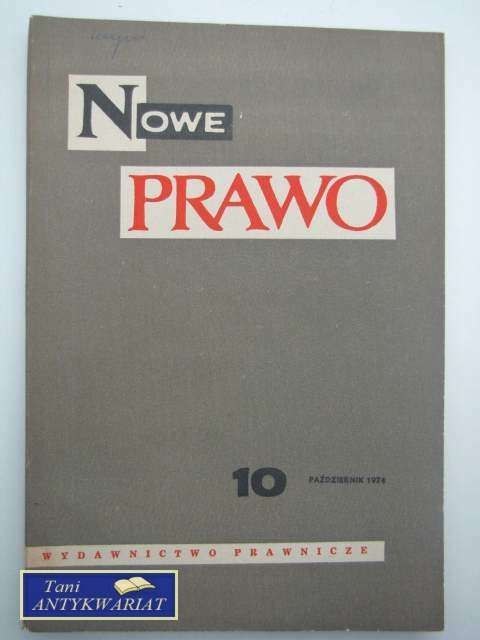 NOWE
PRAWO
10 PAŹDZIERNIK 1974
WYDAWNICTWO PRAWNICZE
Tani
ANTYKWARIAT